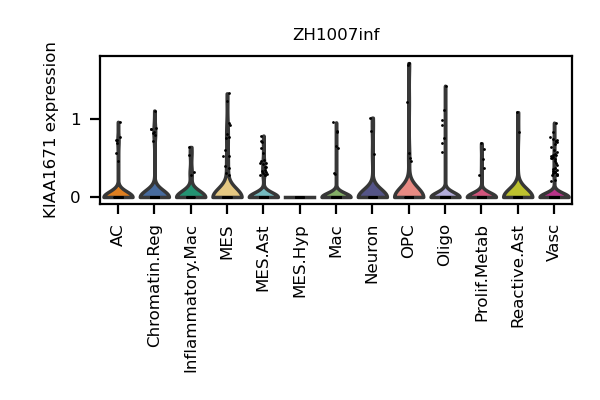 ZH1007inf
KIAA1671 expression
1
0
AC
Chromatin.Reg
Inflammatory.Mac
MES
MES.Ast
MES.Hyp
Mac
Neuron
OPC
Oligo
Prolif.Metab
Reactive.Ast
Vasc